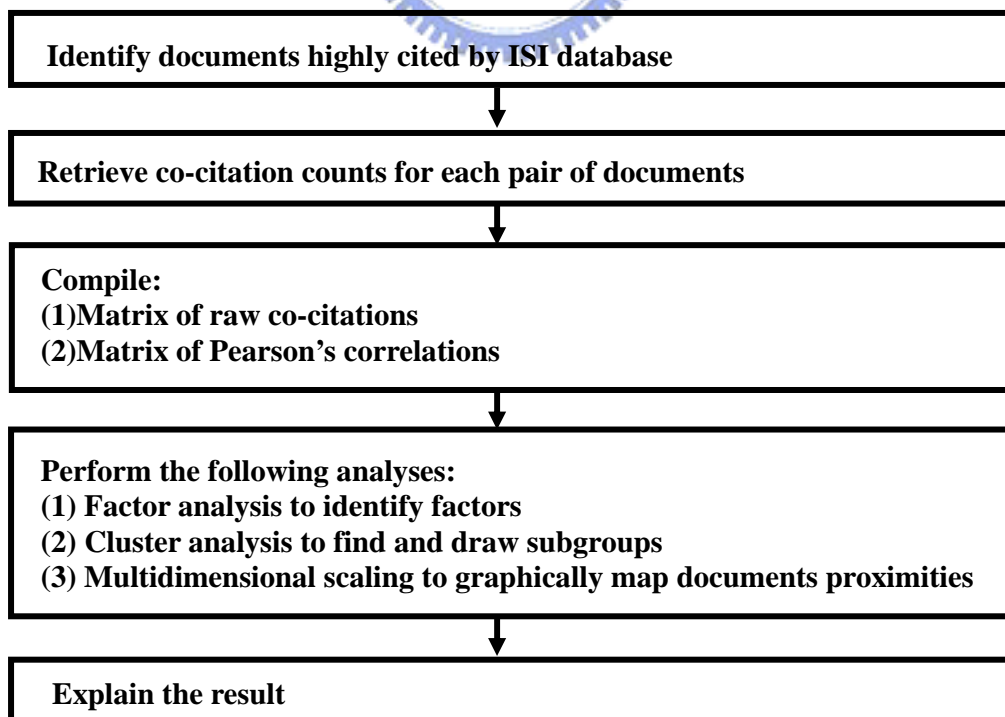 Identify documents highly cited by ISI database
Retrieve co-citation counts for each pair of documents
Compile:
(1)Matrix of raw co-citations
(2)Matrix of Pearson’s correlations
Perform the following analyses:
(1) Factor analysis to identify factors
(2) Cluster analysis to find and draw subgroups
(3) Multidimensional scaling to graphically map documents proximities
Explain the result